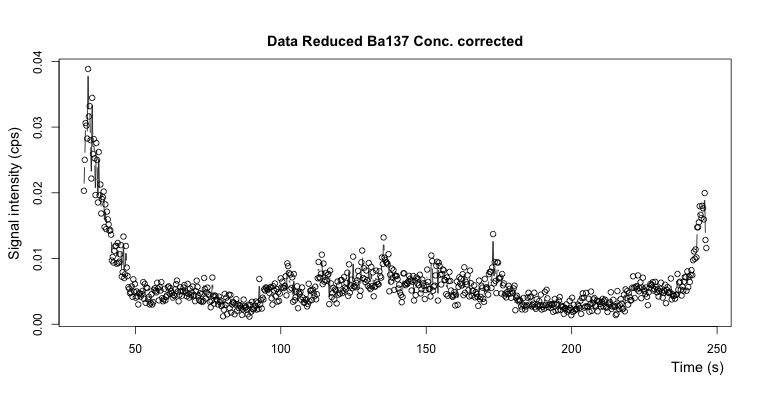 Data Reduced Ba137 Conc. corrected
Signal intensity (cps)
0.04
0.03
0.02
0.01
0.00
50 100 150 200 250
Time (s)